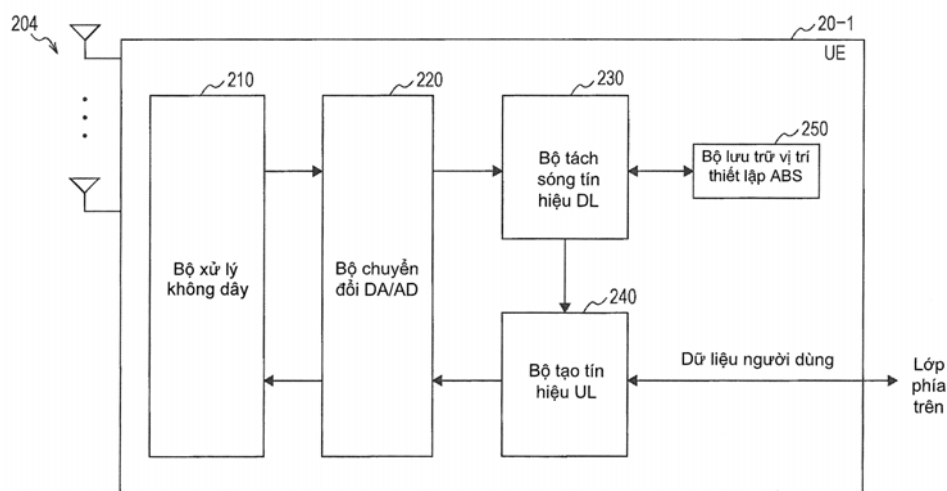 204
20-1
UE
210
220
230
250
Bộ tách
sóng tín
hiệu DL
Bộ lưu trữ vị trí
thiết lập ABS
Bộ xử lý
không dây
Bộ chuyển
đổi DA/AD
240
Bộ tạo tín
hiệu UL
Dữ liệu người dùng
Lớp
phía
trên